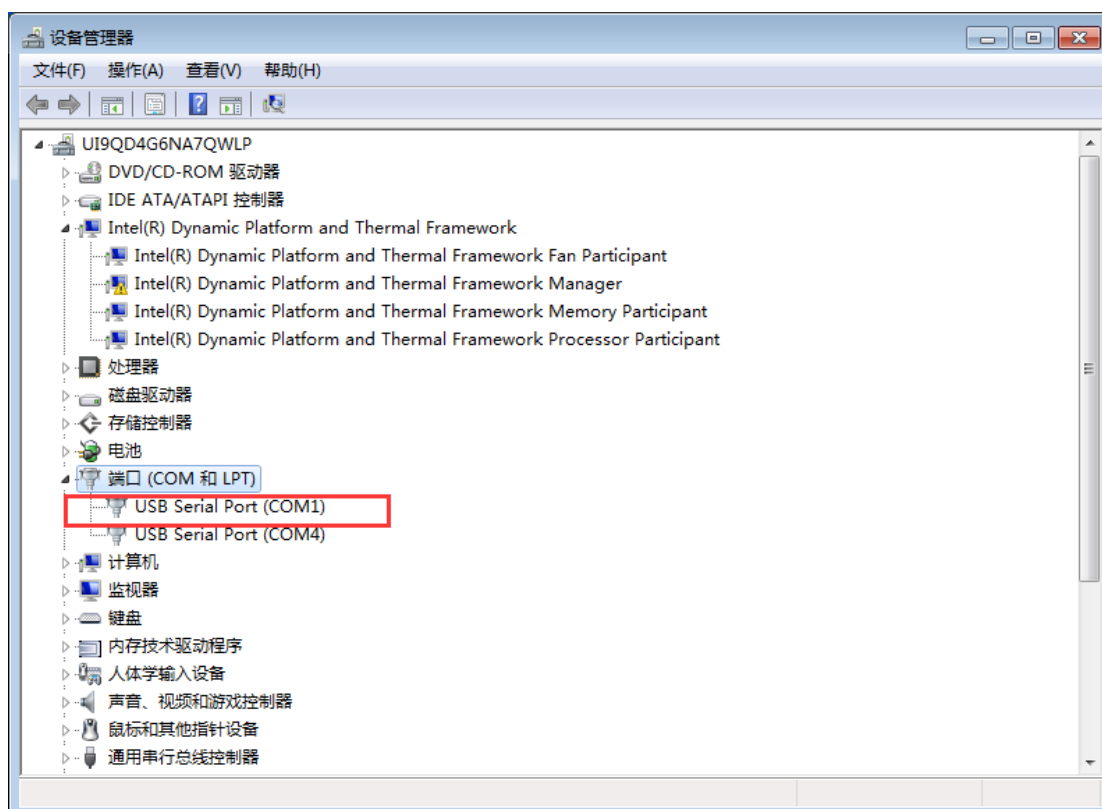 设备管理器
文件(F) 操作(A) 查看(V) 帮助(H)
UI9QD4G6NA7QWLP
DVD/CD-ROM 驱动器
IDE ATA/ATAPI 控制器
Intel(R) Dynamic Platform and Thermal Framework
Intel(R) Dynamic Platform and Thermal Framework Fan Participant
Intel(R) Dynamic Platform and Thermal Framework Manager
Intel(R) Dynamic Platform and Thermal Framework Memory Participant
Intel(R) Dynamic Platform and Thermal Framework Processor Participant
处理器
磁盘驱动器
存储控制器
电池
端口 (COM 和 LPT)
USB Serial Port (COM1)
USB Serial Port (COM4)
计算机
监视器
键盘
内存技术驱动程序
人体学输入设备
声音、视频和游戏控制器
鼠标和其他指针设备
通用串行总线控制器